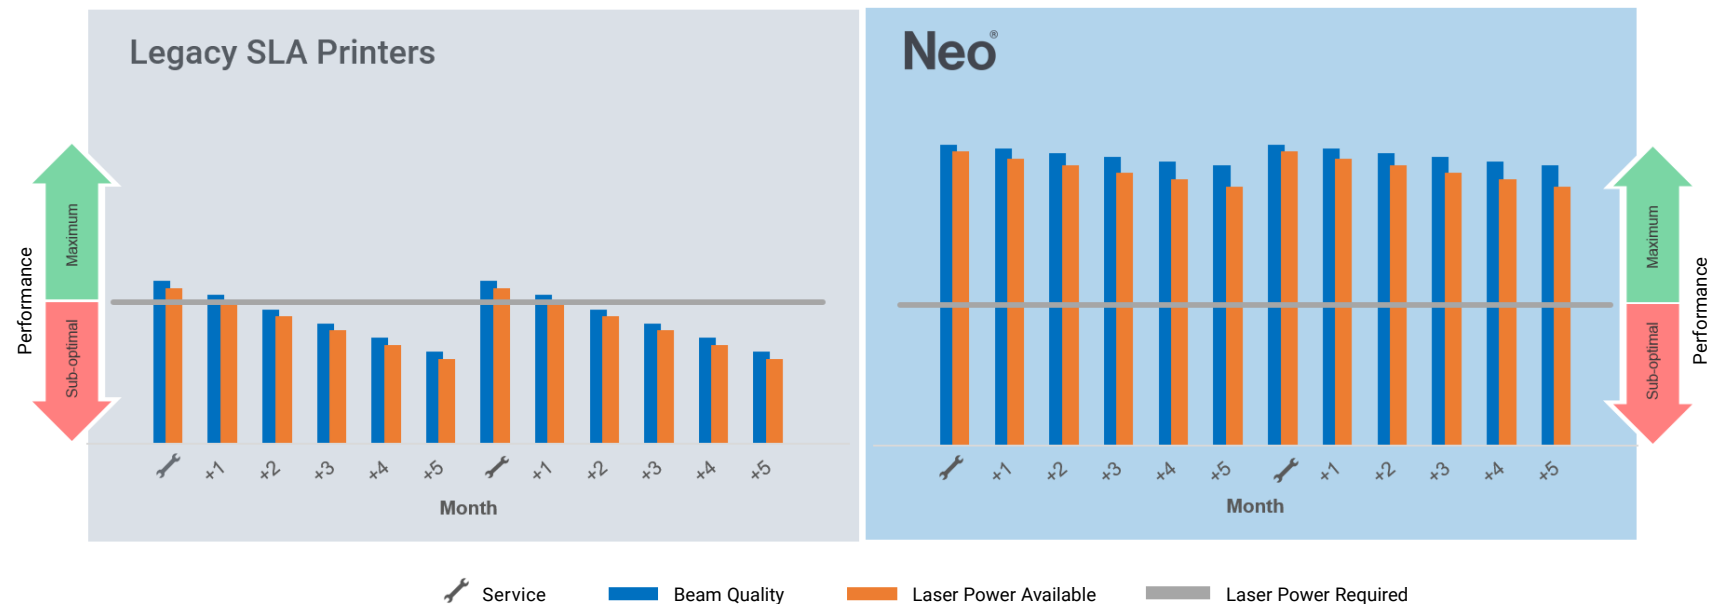 Legacy SLA Printers
Neo®
Maximum
Sub-optimal
Performance
+1 +2 +3 +4 +5 +1 +2 +3 +4 +5
Month
+1 +2 +3 +4 +5 +1 +2 +3 +4 +5
Month
Maximum
Sub-optimal
Performance
Service Beam Quality Laser Power Available Laser Power Required